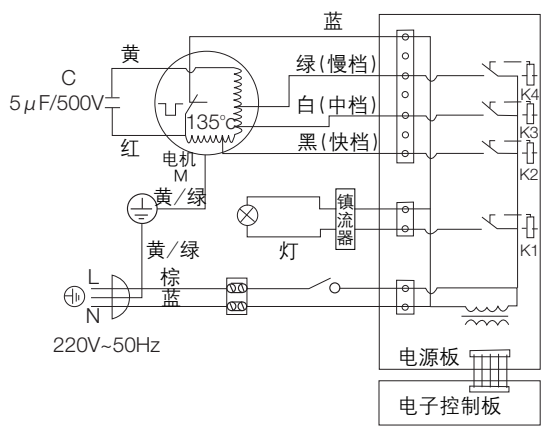 蓝
黄
绿(慢档)
C
5μF/500V
K4
白(中档)
135℃
K3
黑(快档)
红
电机
M
K2
黄/绿
镇流器
黄/绿
灯
K1
L
棕
蓝
N
220V~50Hz
电源板
电子控制板